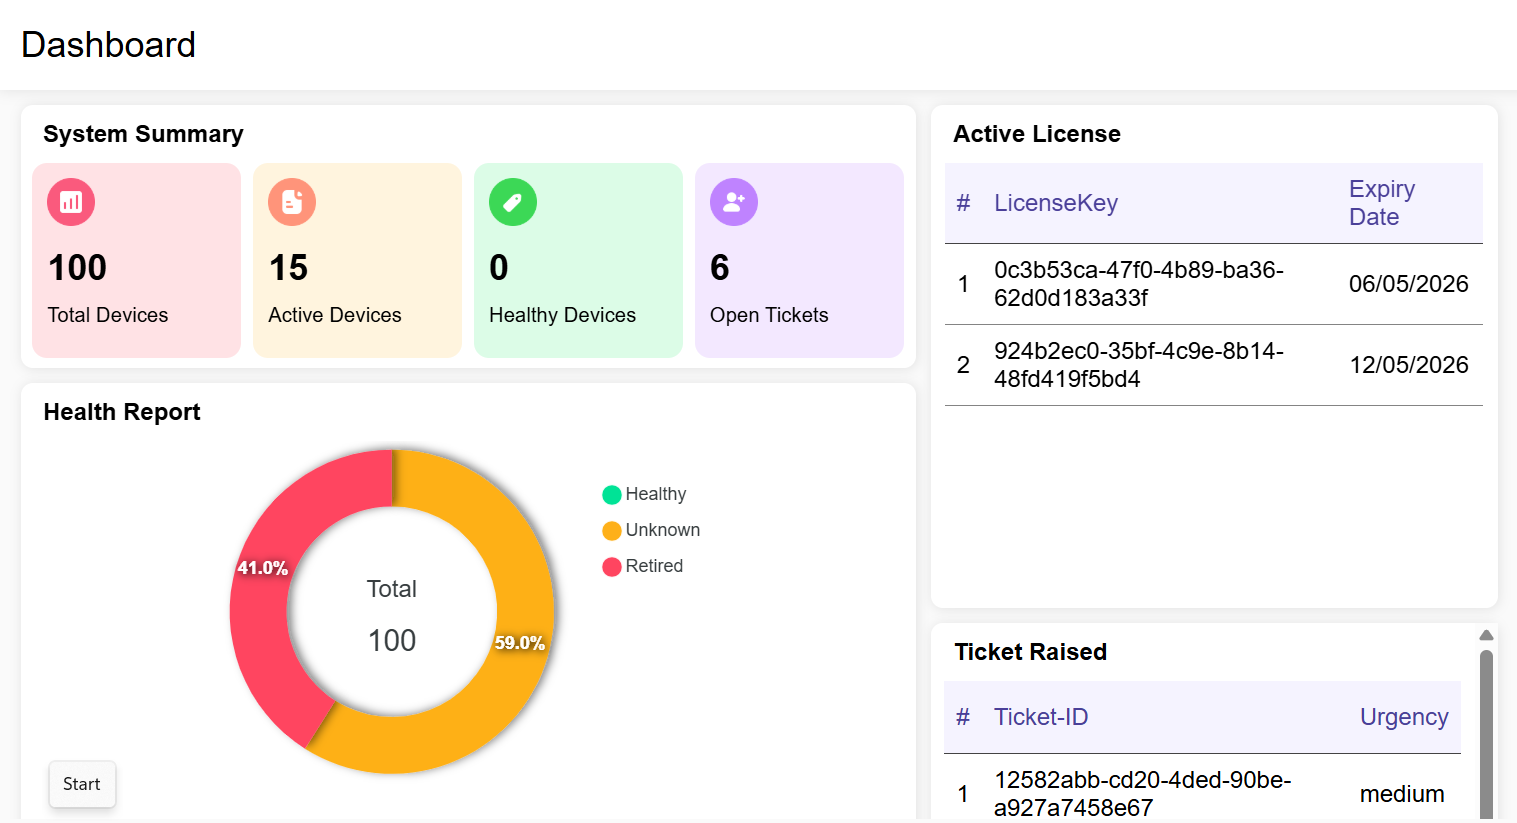 Dashboard
System Summary
100
Total Devices
15
Active Devices
0
Healthy Devices
6
Open Tickets
Health Report
41.0%
59.0%
Total
100
Healthy
Unknown
Retired
Start
Active License
# LicenseKey Expiry
Date
1 0c3b53ca-47f0-4b89-ba36-
62d0d183a33f 06/05/2026
2 924b2ec0-35bf-4c9e-8b14-
48fd419f5bd4 12/05/2026
Ticket Raised
# Ticket-ID Urgency
1 12582abb-cd20-4ded-90be-
a927a7458e67 medium